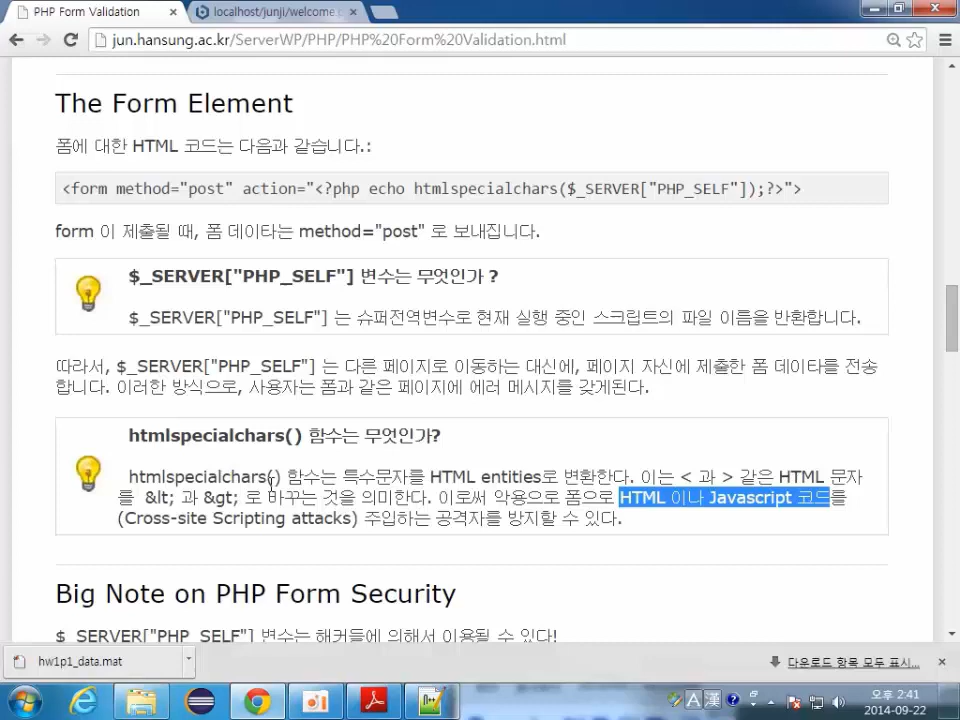 PHP Form Validation
localhost/junji/welcome.p
jun.hansung.ac.kr/ServerWP/PHP/PHP%20Form%20Validation.html
The Form Element
폼에 대한 HTML 코드는 다음과 같습니다.:
<form method="post" action="<?php echo htmlspecialchars($_SERVER["PHP_SELF"]);?>">
form 이 제출될 때, 폼 데이타는 method="post" 로 보내집니다.
$_SERVER["PHP_SELF"] 변수는 무엇인가 ?
$_SERVER["PHP_SELF"] 는 슈퍼전역변수로 현재 실행 중인 스크립트의 파일 이름을 반환합니다.
따라서, $_SERVER["PHP_SELF"] 는 다른 페이지로 이동하는 대신에, 페이지 자신에 제출한 폼 데이타를 전송
합니다. 이러한 방식으로, 사용자는 폼과 같은 페이지에 에러 메시지를 갖게된다.
htmlspecialchars() 함수는 무엇인가?
htmlspecialchars() 함수는 특수문자를 HTML entities로 변환한다. 이는 < 과 > 같은 HTML 문자
를 &lt; 과 &gt; 로 바꾸는 것을 의미한다. 이로써 악용으로 폼으로 HTML 이나 Javascript 코드를
(Cross-site Scripting attacks) 주입하는 공격자를 방지할 수 있다.
Big Note on PHP Form Security
$_SERVER["PHP_SELF"] 변수는 해커들에 의해서 이용될 수 있다!
hw1p1_data.mat
다운로드 항목 모두 표시...
A 漢
오후 2:41
2014-09-22